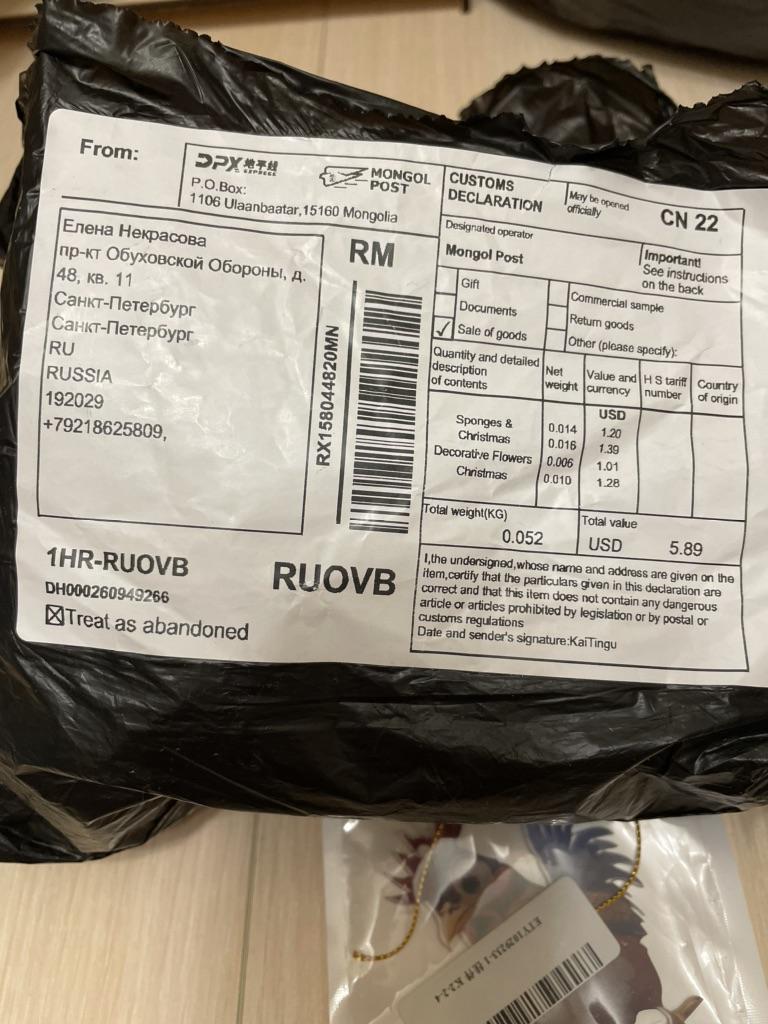 From:
DPX 地平线
EXPRESS
MONGOL
POST
P.O.Box:
1106 Ulaanbaatar,15160 Mongolia
Елена Некрасова
пр-кт Обуховской Обороны, д.
48, кв. 11
Санкт-Петербург
Санкт-Петербург
RU
RUSSIA
192029
+79218625809,
RM
RX158044820MN
1HR-RUOVB
RUOVB
DH000260949266
☒Treat as abandoned
CUSTOMS
DECLARATION
May be opened
officially
CN 22
Designated operator
Mongol Post
Important!
See instructions
on the back
Gift
Documents
✓ Sale of goods
Commercial sample
Return goods
Other (please specify):
Quantity and detailed
description
of contents
Net
weight
Value and
currency
H S tariff
number
Country
of origin
USD
Sponges & 0.014 1.20
Christmas 0.016 1.39
Decorative Flowers 0.006 1.01
Christmas 0.010 1.28
Total weight(KG)
0.052
Total value
USD 5.89
I,the undersigned,whose name and address are given on the
item,certify that the particulars given in this declaration are
correct and that this item does not contain any dangerous
article or articles prohibited by legislation or by postal or
customs regulations
Date and sender's signature:KaiTingu